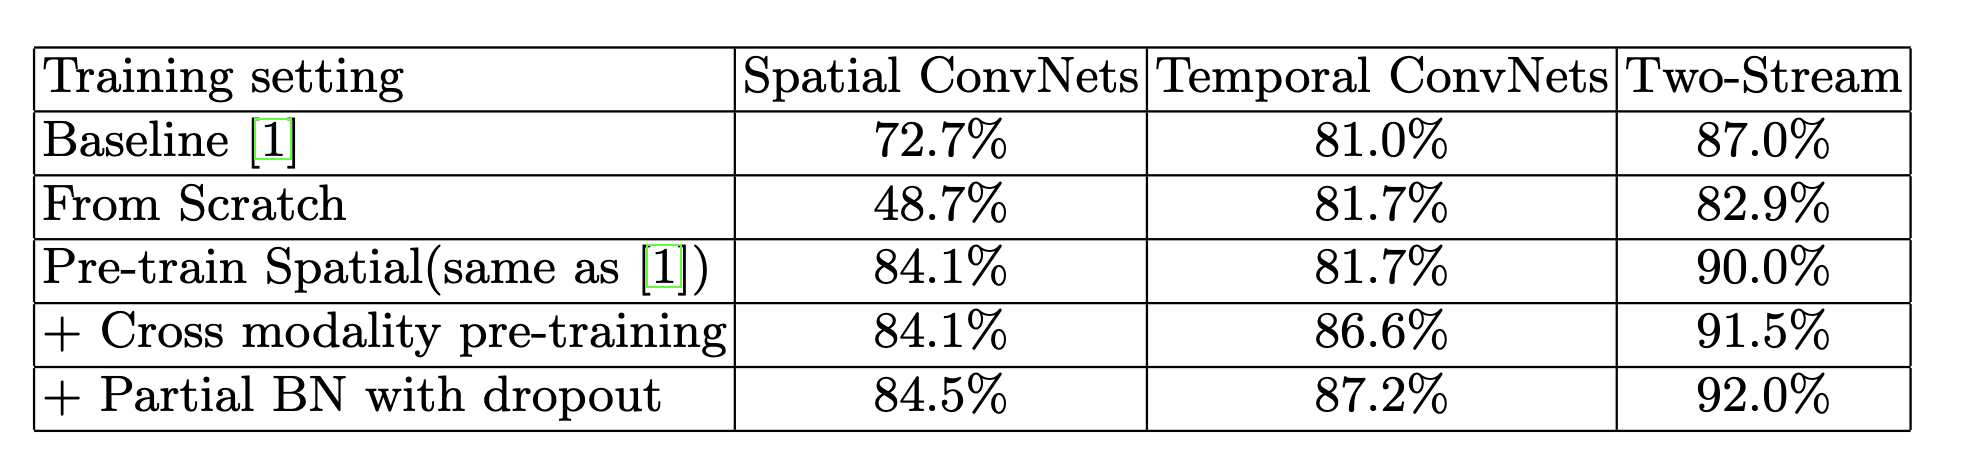 Training setting Spatial ConvNets Temporal ConvNets Two-Stream
Baseline [1] 72.7% 81.0% 87.0%
From Scratch 48.7% 81.7% 82.9%
Pre-train Spatial(same as [1]) 84.1% 81.7% 90.0%
+ Cross modality pre-training 84.1% 86.6% 91.5%
+ Partial BN with dropout 84.5% 87.2% 92.0%